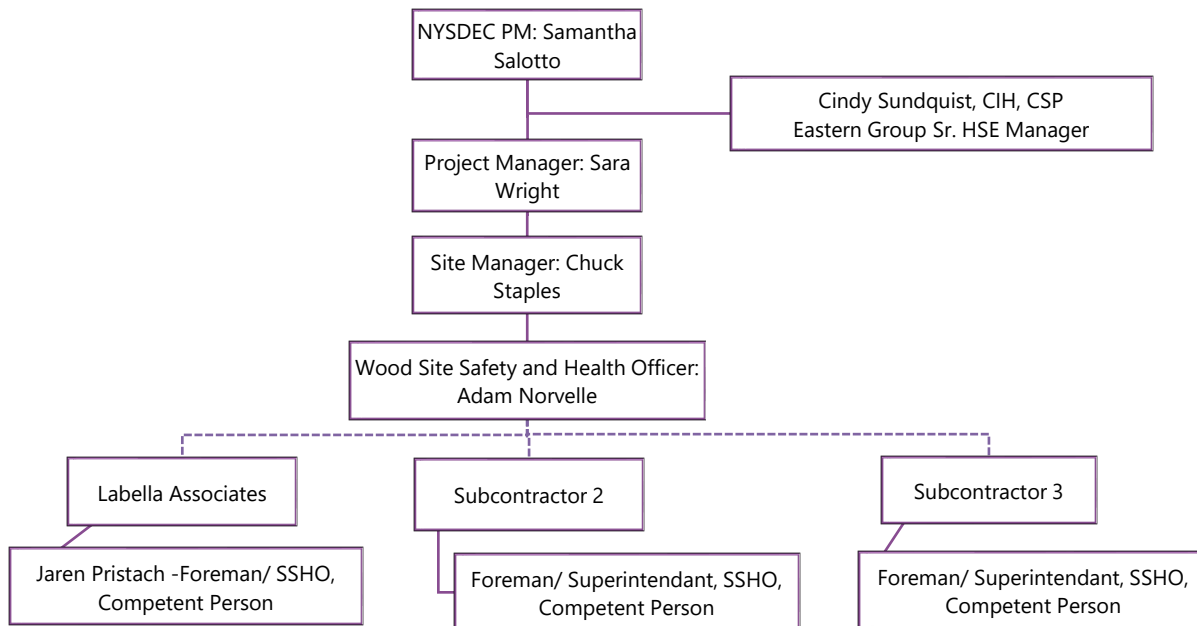 NYSDEC PM: Samantha
Salotto
Cindy Sundquist, CIH, CSP
Eastern Group Sr. HSE Manager
Project Manager: Sara
Wright
Site Manager: Chuck
Staples
Wood Site Safety and Health Officer:
Adam Norvelle
Labella Associates
Subcontractor 2
Subcontractor 3
Jaren Pristach -Foreman/ SSHO,
Competent Person
Foreman/ Superintendant, SSHO,
Competent Person
Foreman/ Superintendant, SSHO,
Competent Person